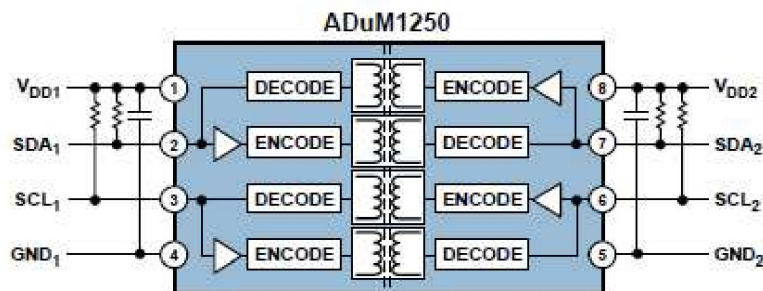 ADuM1250
VDD1 1 DECODE ENCODE 8 VDD2
SDA1 2 ENCODE DECODE 7 SDA2
SCL1 3 DECODE ENCODE 6 SCL2
GND1 4 ENCODE DECODE 5 GND2